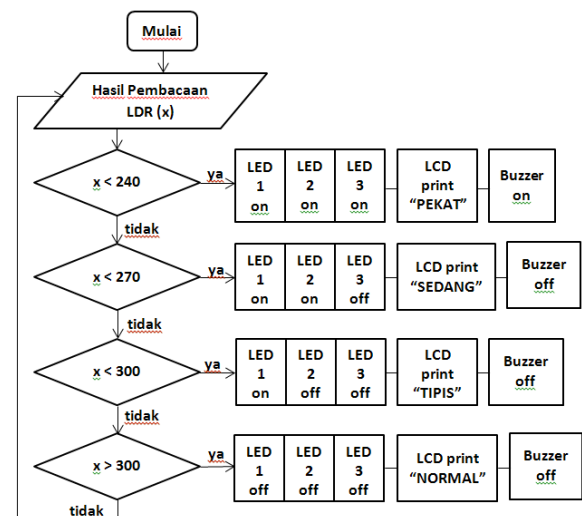 Mulai
Hasil Pembacaan
LDR (x)
x < 240
ya
LED
1
on
LED
2
on
LED
3
on
LCD
print
“PEKAT”
Buzzer
on
tidak
x < 270
ya
LED
1
on
LED
2
on
LED
3
off
LCD print
“SEDANG”
Buzzer
off
tidak
x < 300
ya
LED
1
on
LED
2
off
LED
3
off
LCD
print
“TIPIS”
Buzzer
off
tidak
x > 300
ya
LED
1
off
LED
2
off
LED
3
off
LCD print
“NORMAL”
Buzzer
off
tidak